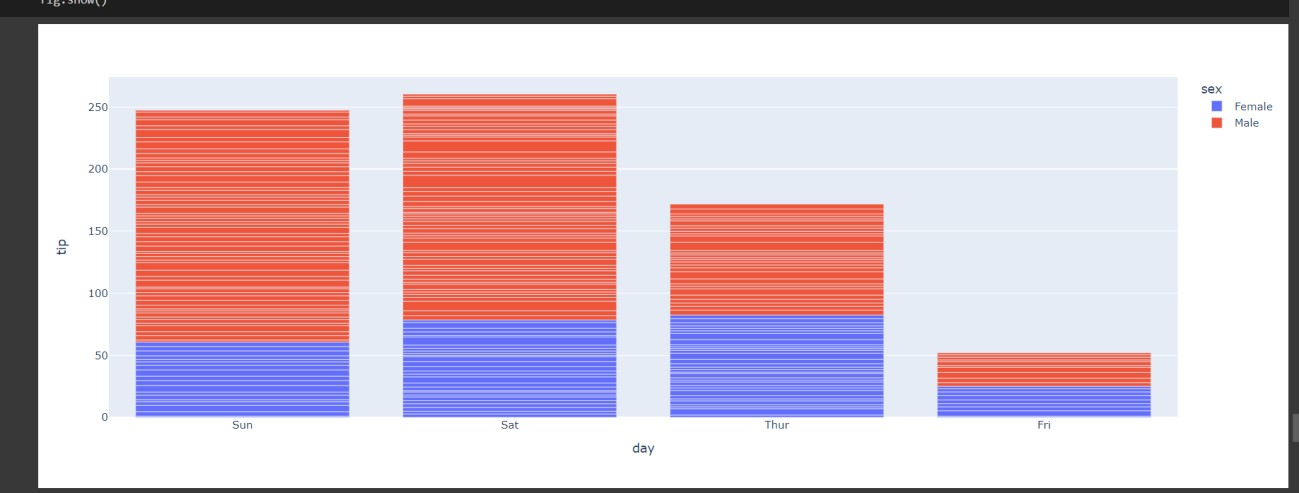 fig.show()
sex
Female
Male
250
200
150
100
50
0
tip
Sun Sat Thur Fri
day